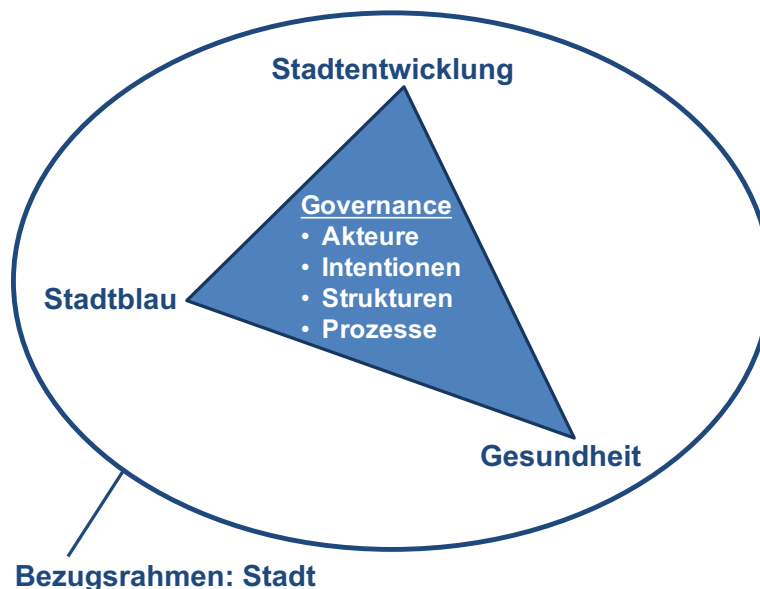 Stadtentwicklung
Governance
• Akteure
• Intentionen
• Strukturen
• Prozesse
Stadtblau
Gesundheit
Bezugsrahmen: Stadt